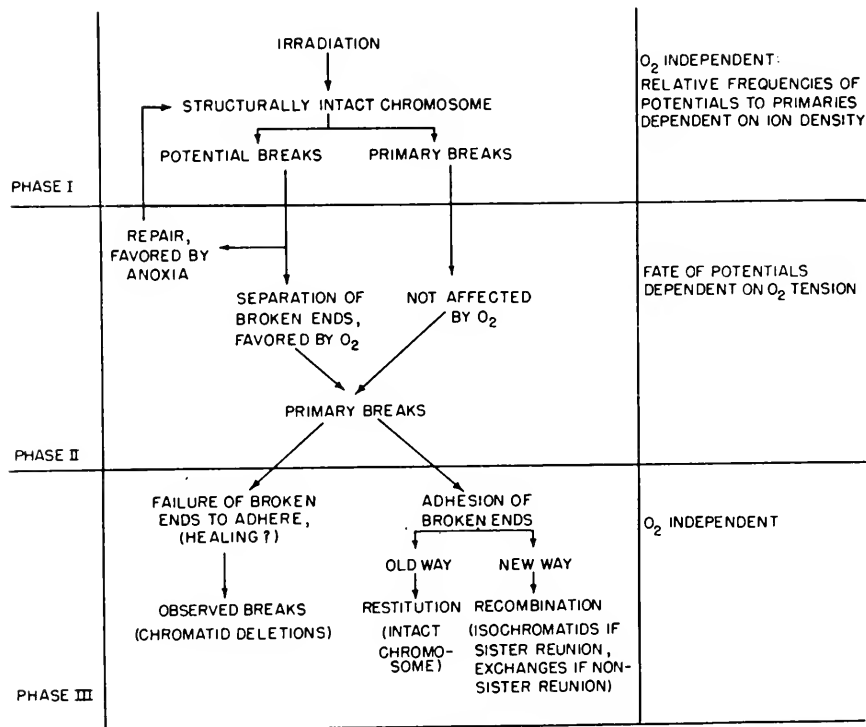 IRRADIATION
STRUCTURALLY INTACT CHROMOSOME
POTENTIAL BREAKS
PRIMARY BREAKS
PHASE I
O₂ INDEPENDENT:
RELATIVE FREQUENCIES OF
POTENTIALS TO PRIMARIES
DEPENDENT ON ION DENSITY
REPAIR,
FAVORED BY
ANOXIA
SEPARATION OF
BROKEN ENDS,
FAVORED BY O₂
NOT AFFECTED
BY O₂
PRIMARY BREAKS
PHASE II
FATE OF POTENTIALS
DEPENDENT ON O₂ TENSION
FAILURE OF BROKEN
ENDS TO ADHERE,
(HEALING?)
OBSERVED BREAKS
(CHROMATID DELETIONS)
ADHESION OF
BROKEN ENDS
OLD WAY
NEW WAY
RESTITUTION
(INTACT
CHROMO-
SOME)
RECOMBINATION
(ISOCHROMATIDS IF
SISTER REUNION,
EXCHANGES IF NON-
SISTER REUNION)
PHASE III
O₂ INDEPENDENT